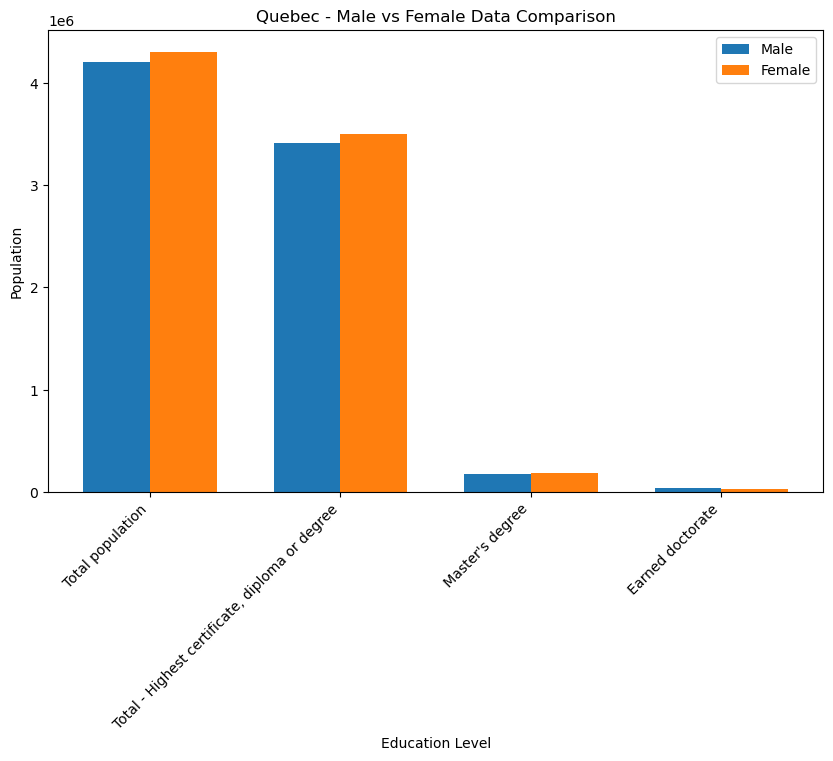 Quebec - Male vs Female Data Comparison
1e6
Male
Female
4
3
2
1
0
Population
Total population
Total - Highest certificate, diploma or degree
Master's degree
Earned doctorate
Education Level